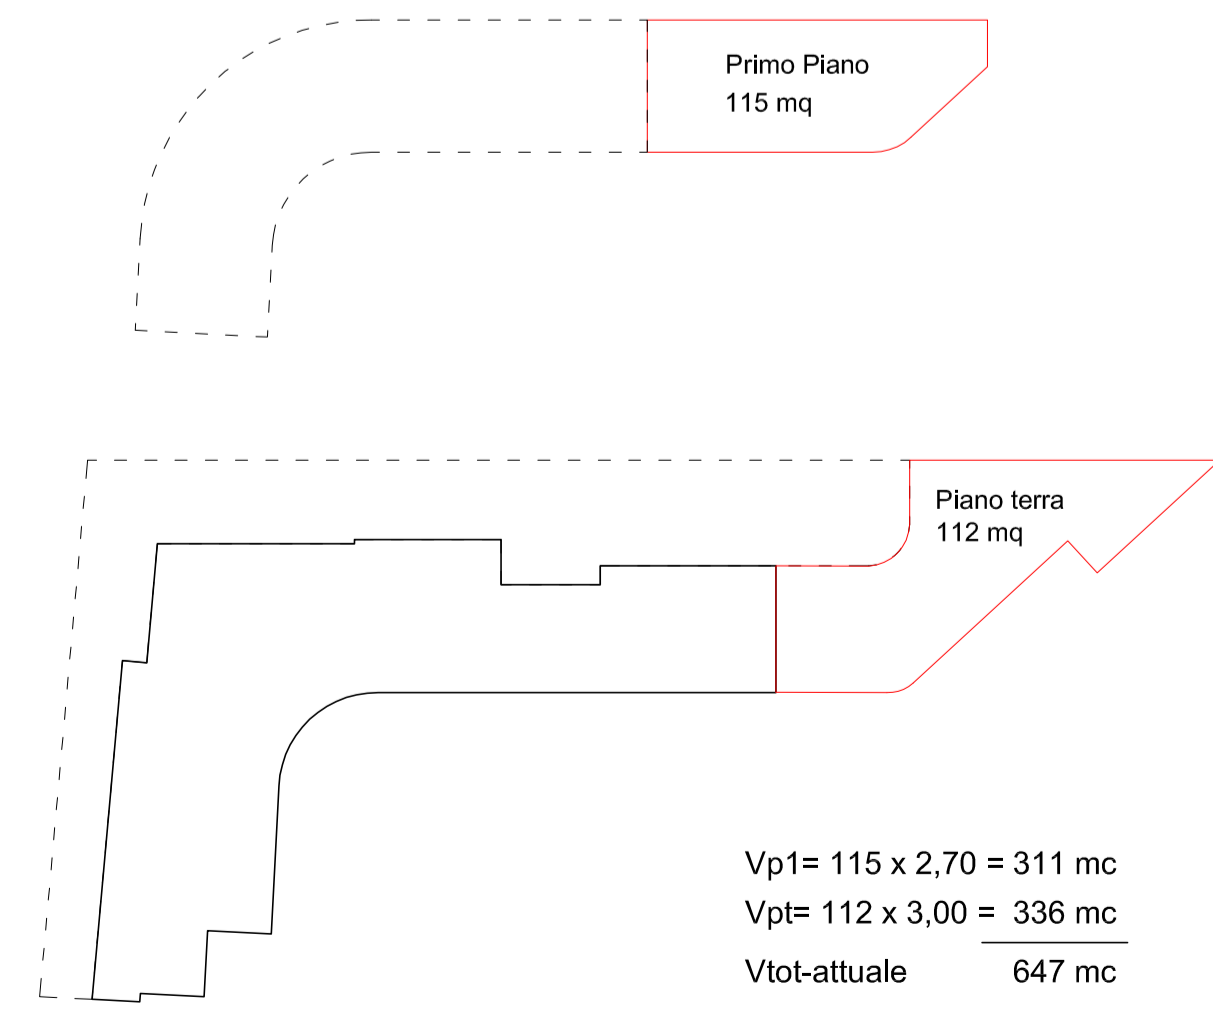 Primo Piano
115 mq
Piano terra
112 mq
Vp1= 115 x 2,70 = 311 mc
Vpt= 112 x 3,00 = 336 mc
Vtot-attuale 647 mc